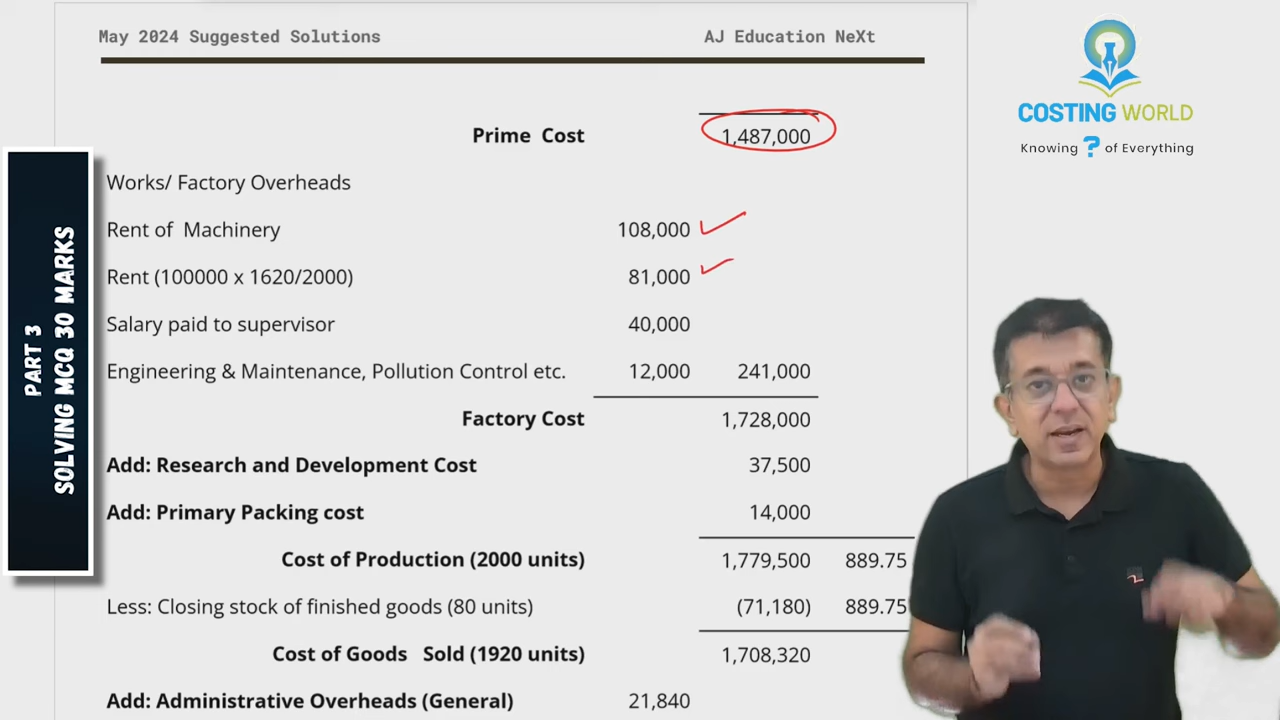 May 2024 Suggested Solutions AJ Education NeXt
COSTING WORLD
Knowing ? of Everything
PART 3
SOLVING MCQ 30 MARKS
Prime Cost 1,487,000
Works/ Factory Overheads
Rent of Machinery 108,000
Rent (100000 x 1620/2000) 81,000
Salary paid to supervisor 40,000
Engineering & Maintenance, Pollution Control etc. 12,000 241,000
Factory Cost 1,728,000
Add: Research and Development Cost 37,500
Add: Primary Packing cost 14,000
Cost of Production (2000 units) 1,779,500 889.75
Less: Closing stock of finished goods (80 units) (71,180) 889.75
Cost of Goods Sold (1920 units) 1,708,320
Add: Administrative Overheads (General) 21,840